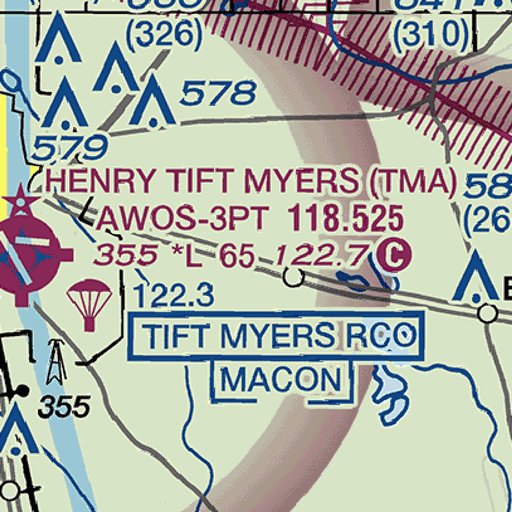 (326)
(310)
578
579
HENRY TIFT MYERS (TMA)
AWOS-3PT 118.525
355 *L 65 122.7 C
122.3
TIFT MYERS RCO
MACON
355